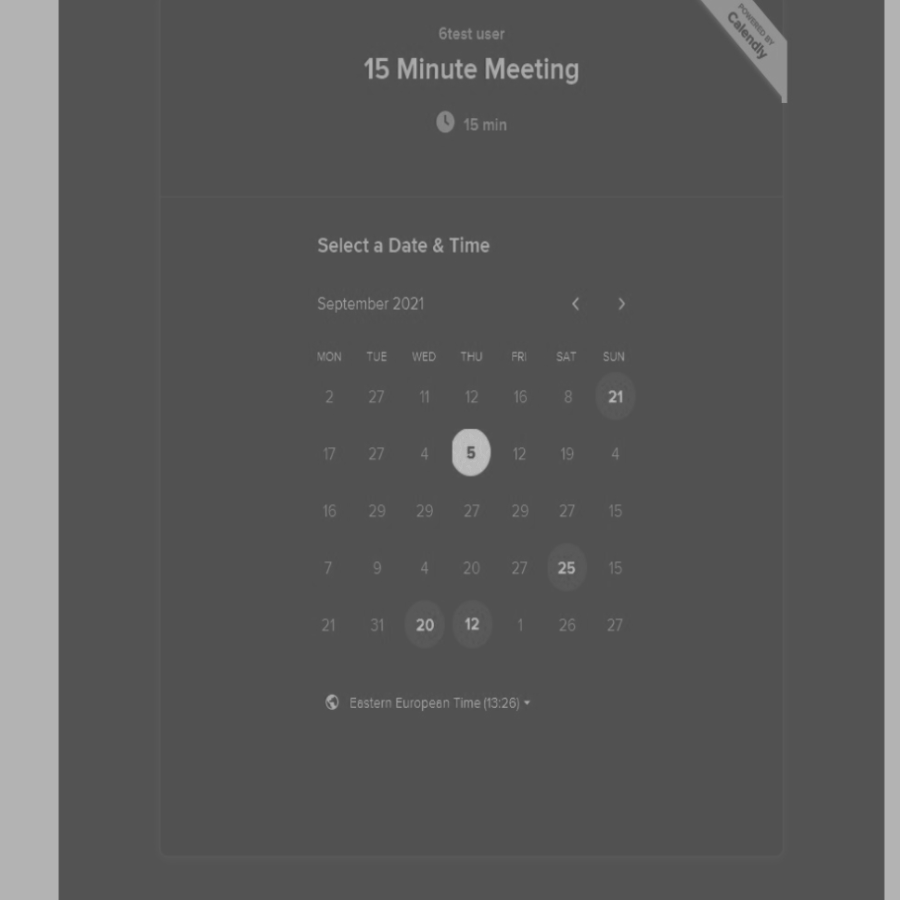 6test user
POWERED BY
Calendly
15 Minute Meeting
15 min
Select a Date & Time
September 2021
MON TUE WED THU FRI SAT SUN
2 27 11 12 16 8 21
17 27 4 5 12 19 4
16 29 29 27 29 27 15
7 9 4 20 27 25 15
21 31 20 12 1 26 27
Eastern European Time (13:26)